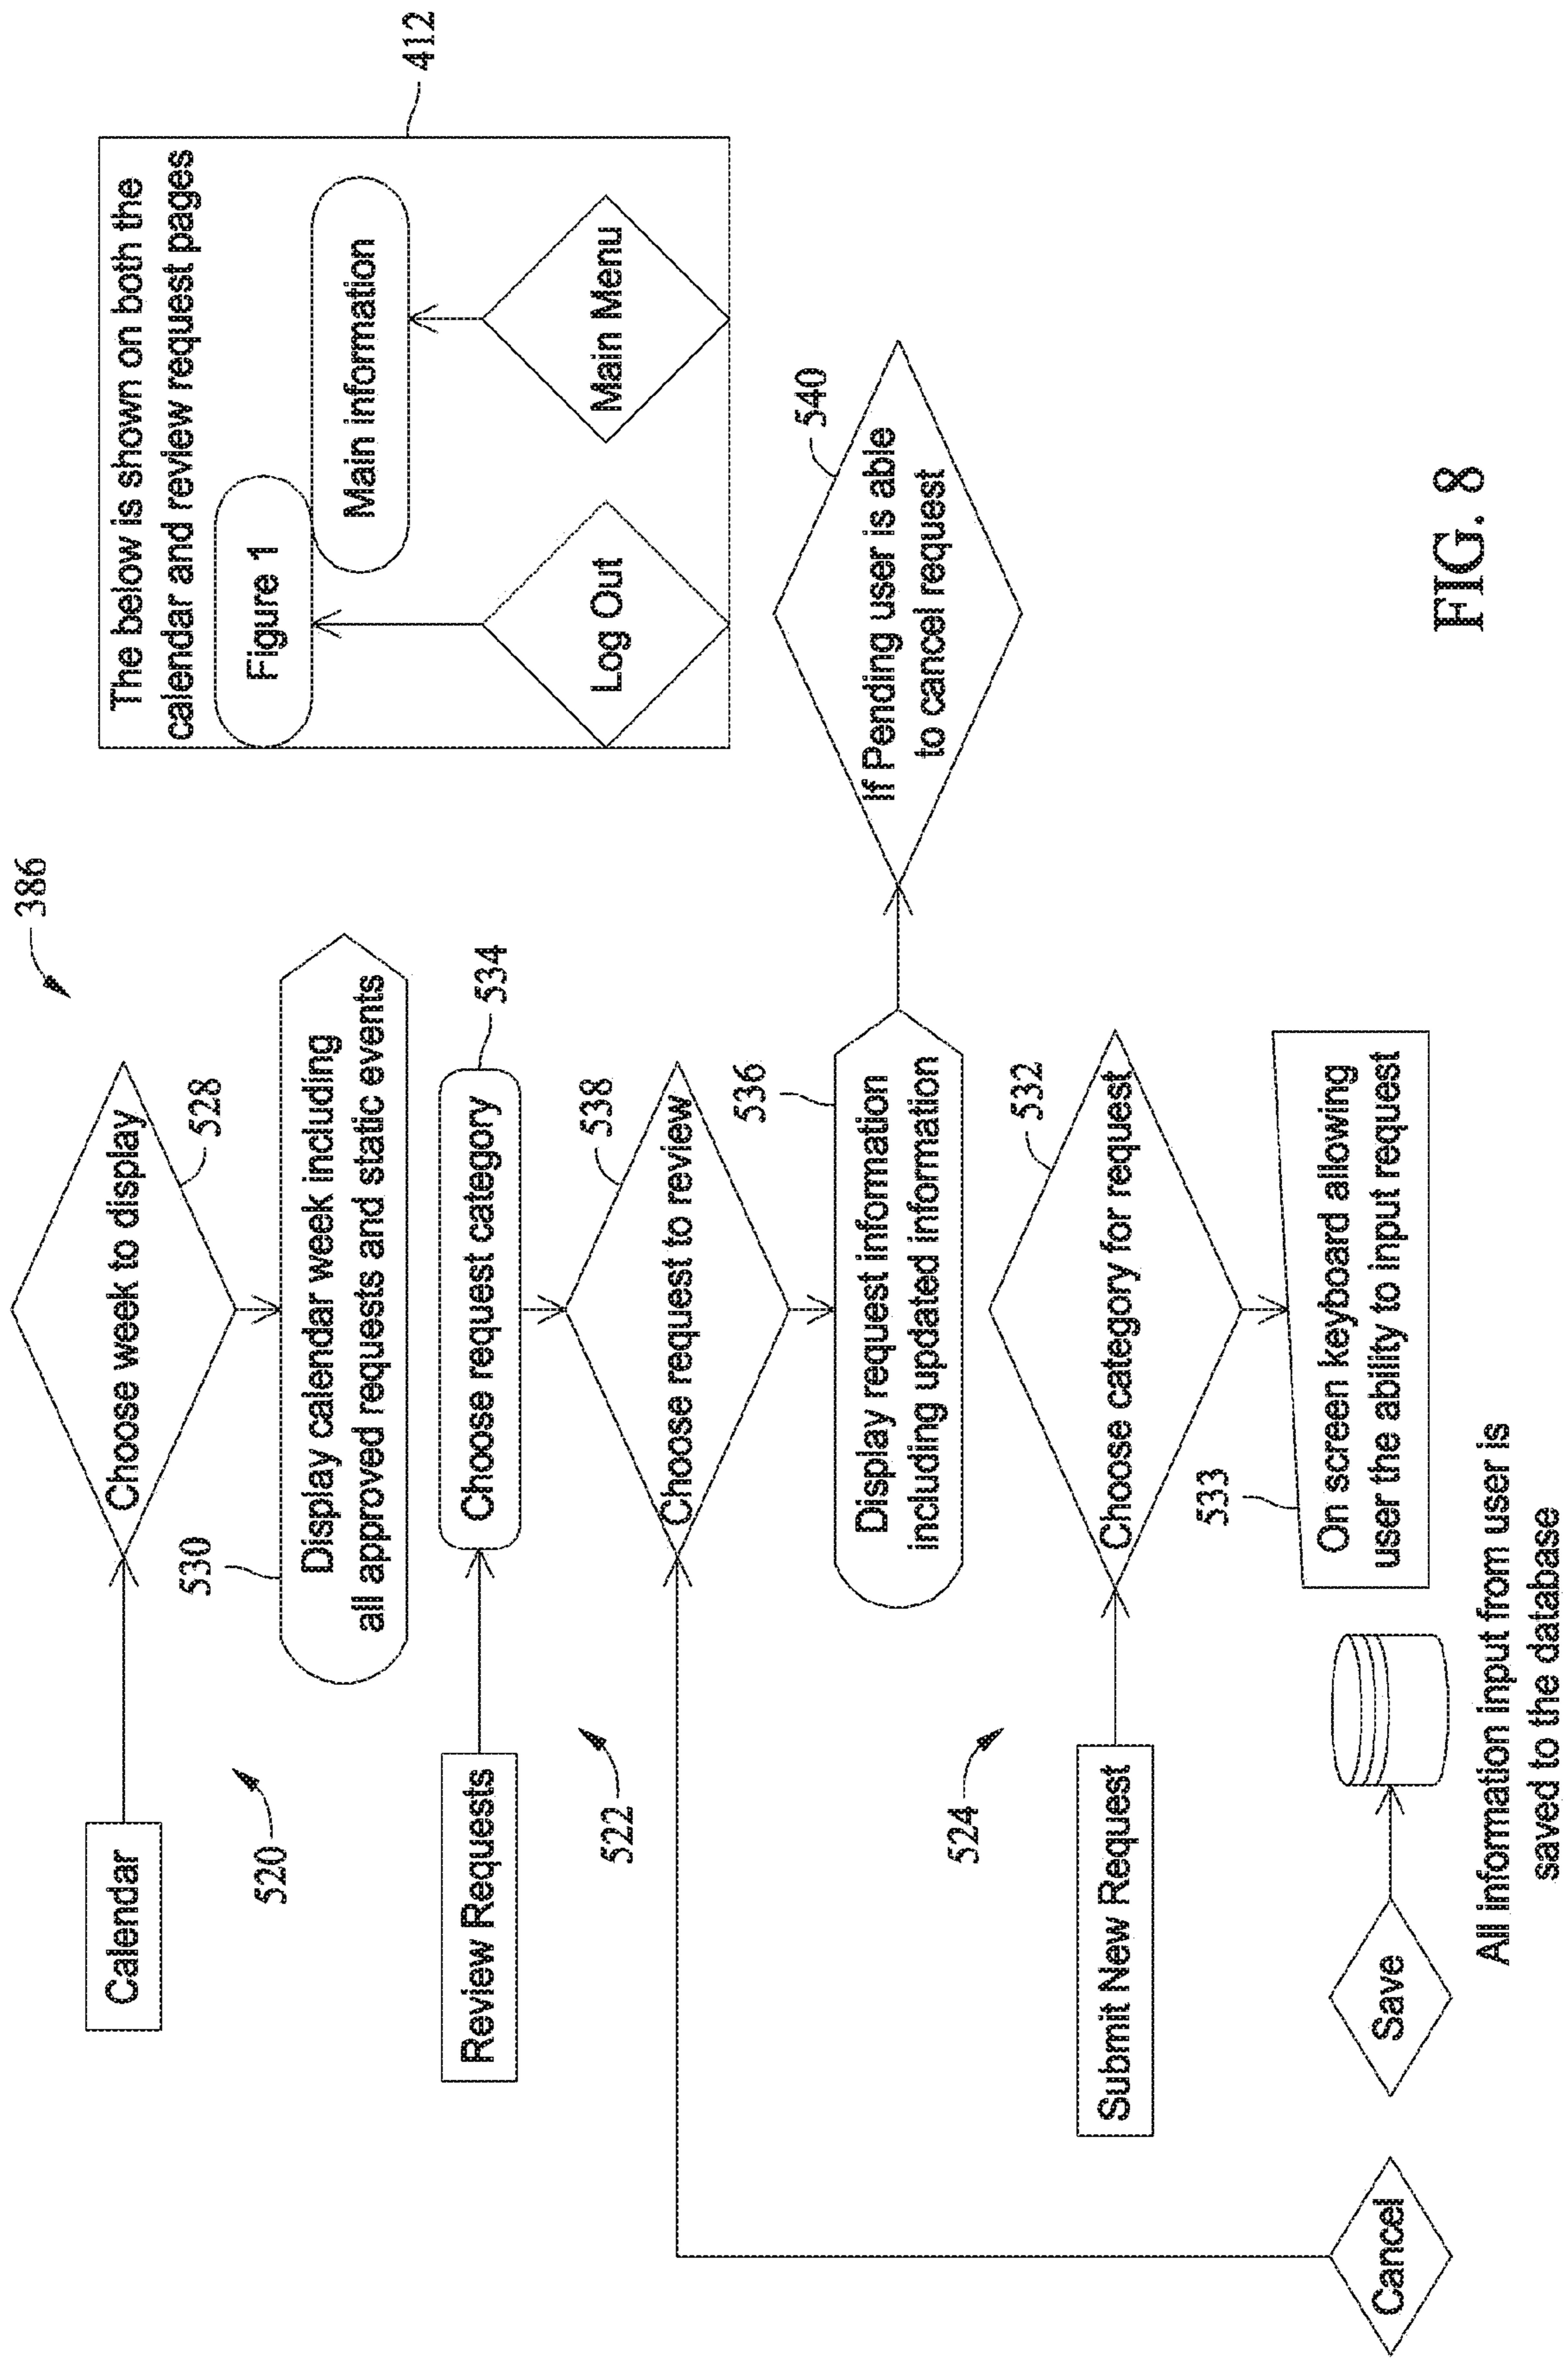 386
Calendar
Choose week to display
528
520
530
Display calendar week including
all approved requests and static events
The below is shown on both the
calendar and review request pages
Figure 1
Main information
Log Out
Main Menu
412
Review Requests
Choose request category
534
522
Choose request to review
538
Display request information
including updated information
536
If Pending user is able
to cancel request
540
524
Submit New Request
Choose category for request
532
533
On screen keyboard allowing
user the ability to input request
Cancel
Save
All information input from user is
saved to the database
FIG. 8